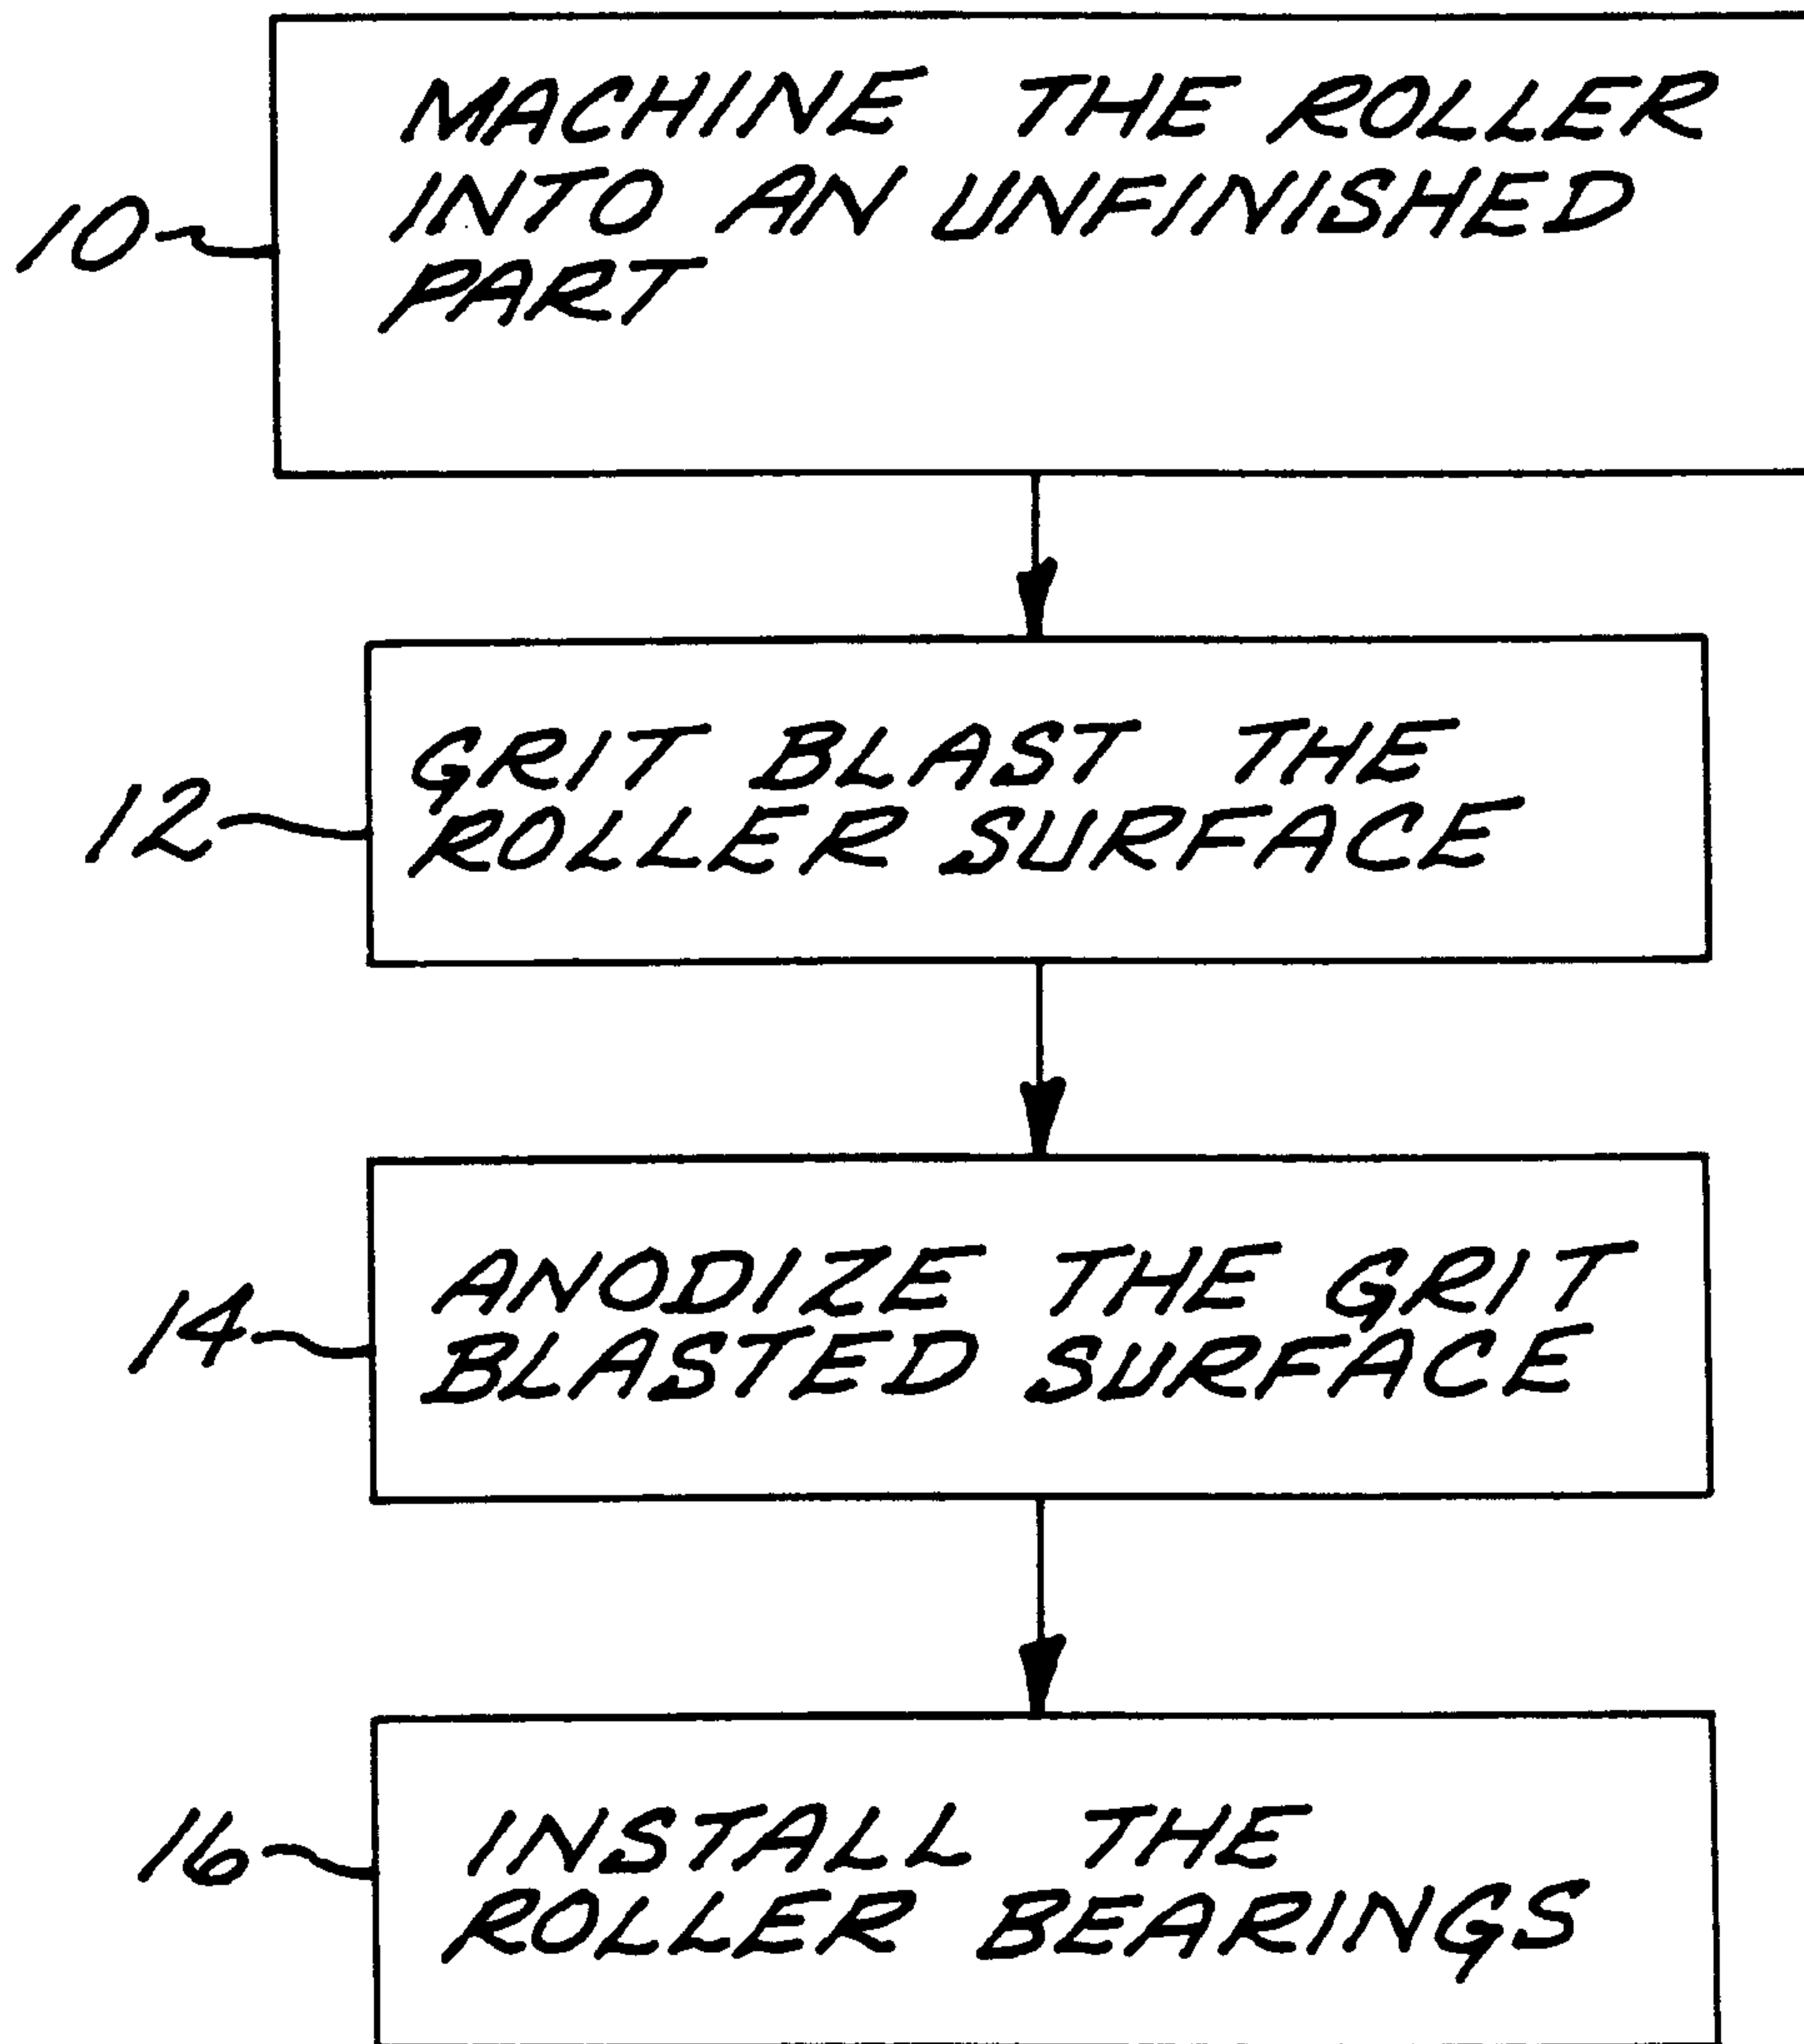 MACHINE THE ROLLER
INTO AN UNFINISHED
PART
10
GRIT BLAST THE
ROLLER SURFACE
12
ANODIZE THE GRIT
BLASTED SURFACE
14
INSTALL THE
ROLLER BEARINGS
16